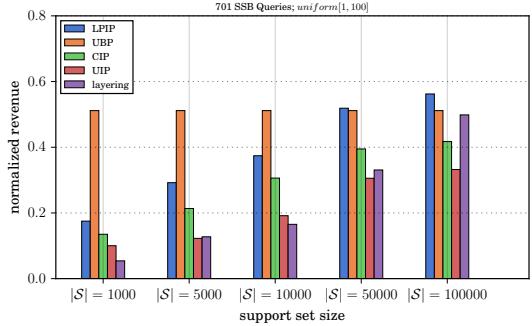 701 SSB Queries; uniform[1, 100]
0.8
0.6
0.4
0.2
0.0
normalized revenue
LPIP
UBP
CIP
UIP
layering
|S| = 1000
|S| = 5000
|S| = 10000
|S| = 50000
|S| = 100000
support set size